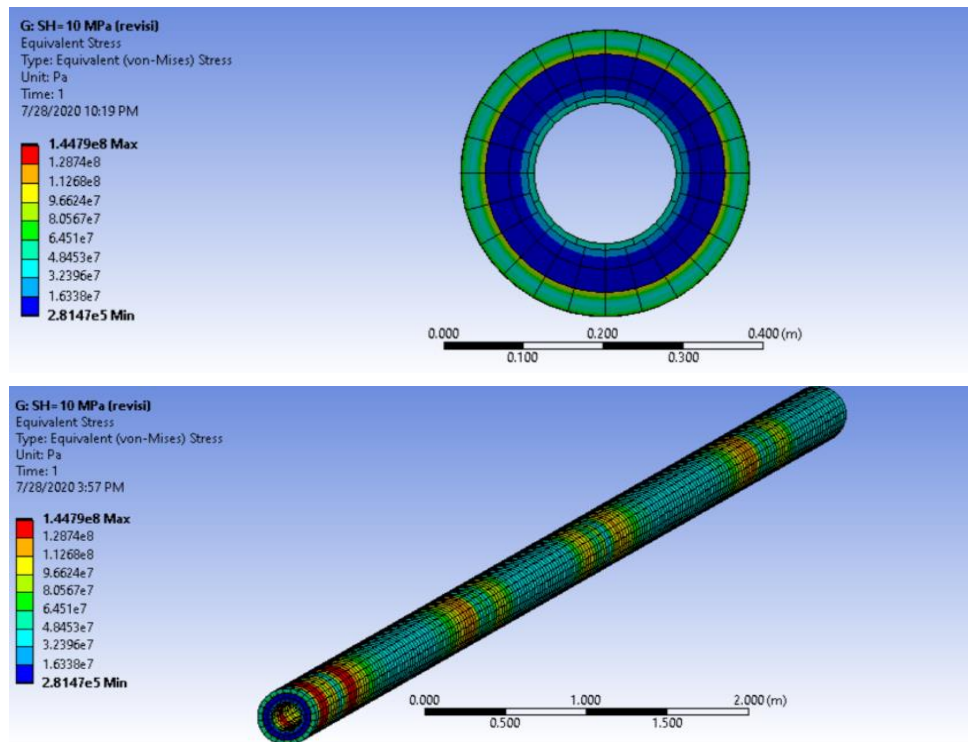 G: SH= 10 MPa (revisi)
Equivalent Stress
Type: Equivalent (von-Mises) Stress
Unit: Pa
Time: 1
7/28/2020 10:19 PM
1.4479e8 Max
1.2874e8
1.1268e8
9.6624e7
8.0567e7
6.451e7
4.8453e7
3.2396e7
1.6338e7
2.8147e5 Min
0.000 0.200 0.400 (m)
0.100 0.300
G: SH= 10 MPa (revisi)
Equivalent Stress
Type: Equivalent (von-Mises) Stress
Unit: Pa
Time: 1
7/28/2020 3:57 PM
1.4479e8 Max
1.2874e8
1.1268e8
9.6624e7
8.0567e7
6.451e7
4.8453e7
3.2396e7
1.6338e7
2.8147e5 Min
0.000 1.000 2.000 (m)
0.500 1.500